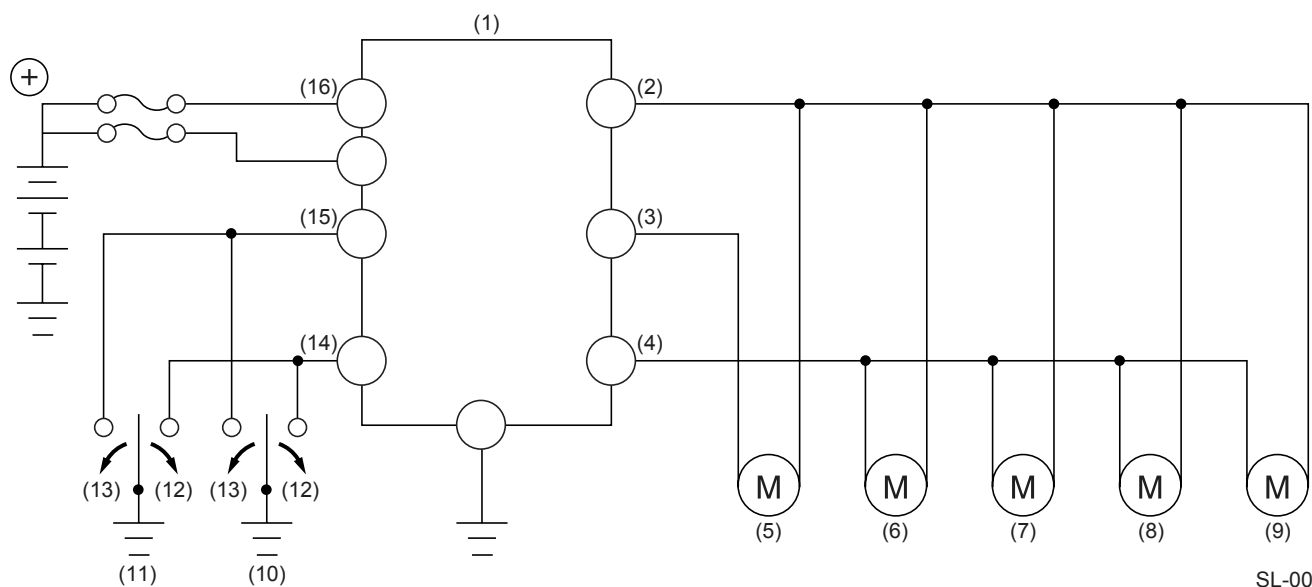 (1)
+
(16) (2)
(15) (3)
(14) (4)
(13) (12) (13) (12)
M M M M M
(5) (6) (7) (8) (9)
(11) (10)
SL-00